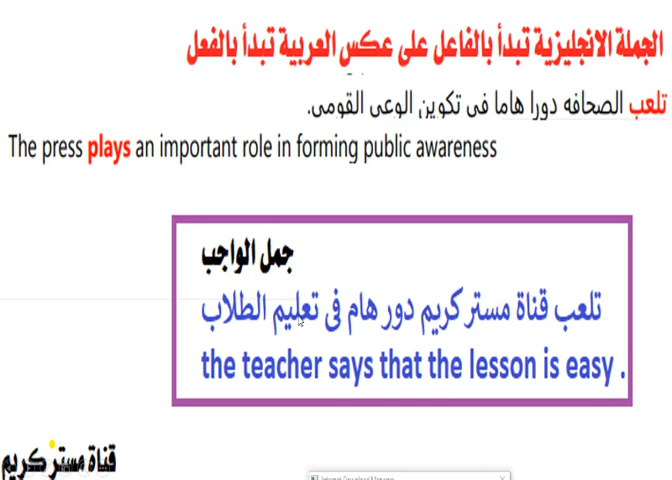 الجملة الانجليزية تبدأ بالفاعل على عكس العربية تبدأ بالفعل
تلعب الصحافه دورا هاما فى تكوين الوعى القومى.
The press plays an important role in forming public awareness
جمل الواجب
تلعب قناة مستر كريم دور هام فى تعليم الطلاب
the teacher says that the lesson is easy .
قناة مستر كريم